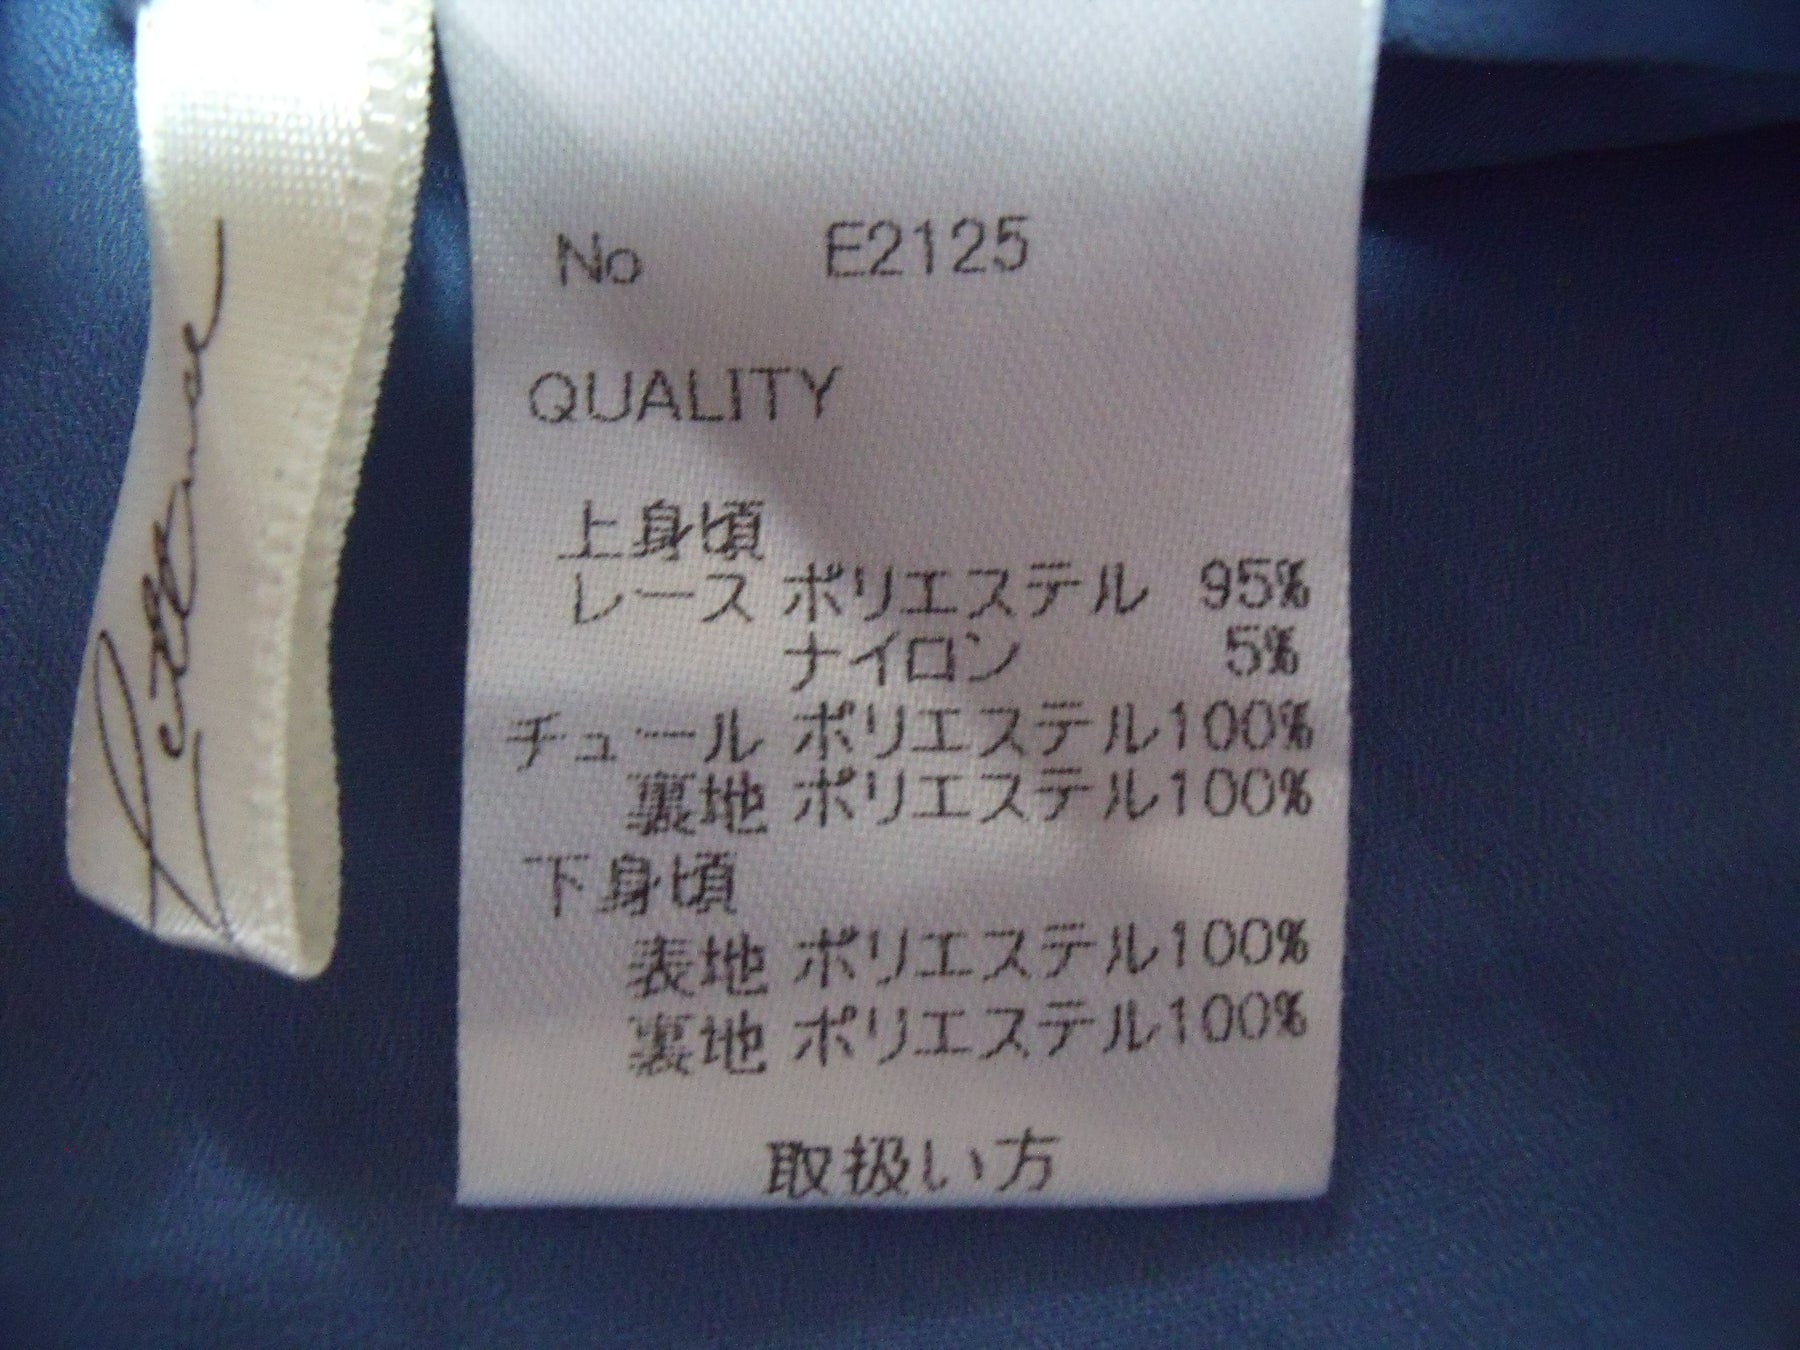 No E2125
QUALITY
上身頃
レース ポリエステル 95%
ナイロン 5%
チュール ポリエステル100%
裏地 ポリエステル100%
下身頃
表地 ポリエステル100%
裏地 ポリエステル100%
取扱い方